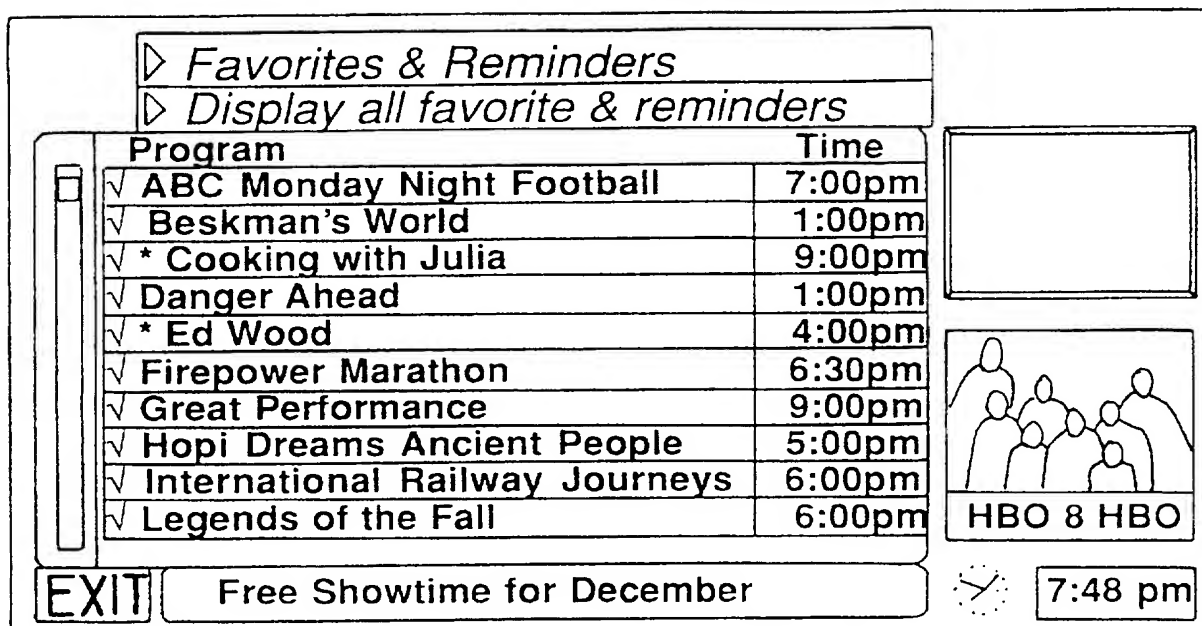 ▷ Favorites & Reminders
▷ Display all favorite & reminders
Program Time
√ ABC Monday Night Football 7:00pm
√ Beskman's World 1:00pm
√ * Cooking with Julia 9:00pm
√ Danger Ahead 1:00pm
√ * Ed Wood 4:00pm
√ Firepower Marathon 6:30pm
√ Great Performance 9:00pm
√ Hopi Dreams Ancient People 5:00pm
√ International Railway Journeys 6:00pm
√ Legends of the Fall 6:00pm
HBO 8 HBO
EXIT Free Showtime for December 7:48 pm